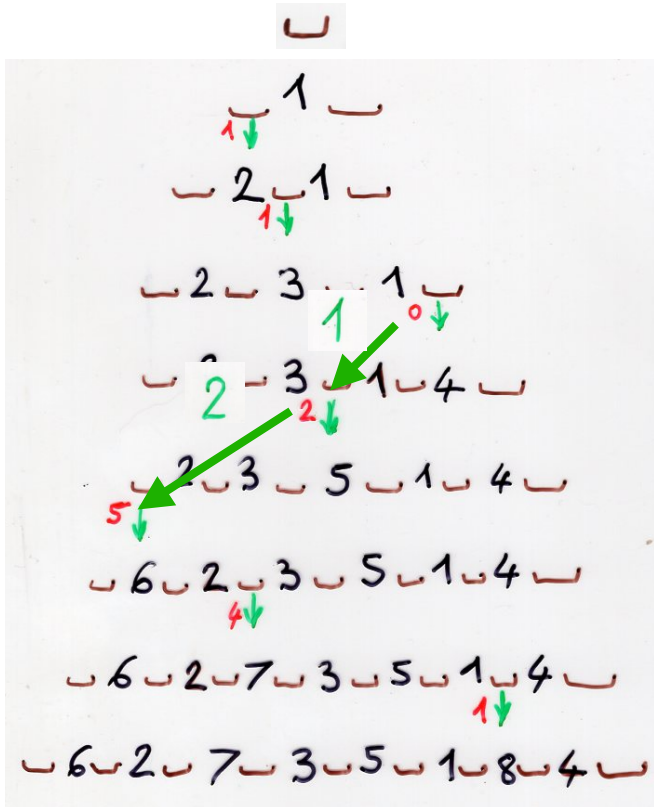 ␣
␣ 1 ␣
1 ↓
␣ 2 ␣ 1 ␣
1 ↓
␣ 2 ␣ 3 ␣ 1 ␣
1 0 ↓
␣ ␣ 3 ␣ 1 ␣ 4 ␣
2 2 ↓
␣ 2 ␣ 3 ␣ 5 ␣ 1 ␣ 4 ␣
5 ↓
␣ 6 ␣ 2 ␣ 3 ␣ 5 ␣ 1 ␣ 4 ␣
4 ↓
␣ 6 ␣ 2 ␣ 7 ␣ 3 ␣ 5 ␣ 1 ␣ 4 ␣
1 ↓
␣ 6 ␣ 2 ␣ 7 ␣ 3 ␣ 5 ␣ 1 ␣ 8 ␣ 4 ␣